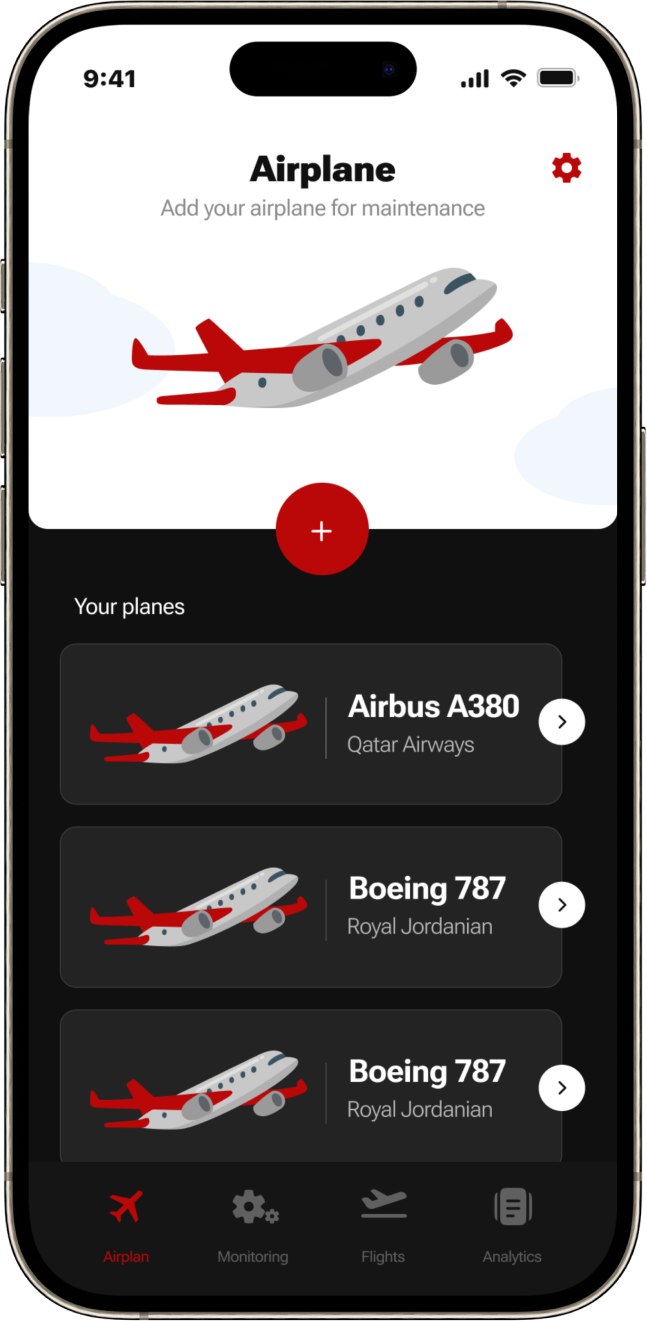 9:41
Airplane
Add your airplane for maintenance
Your planes
Airbus A380
Qatar Airways
Boeing 787
Royal Jordanian
Boeing 787
Royal Jordanian
Airplan
Monitoring
Flights
Analytics